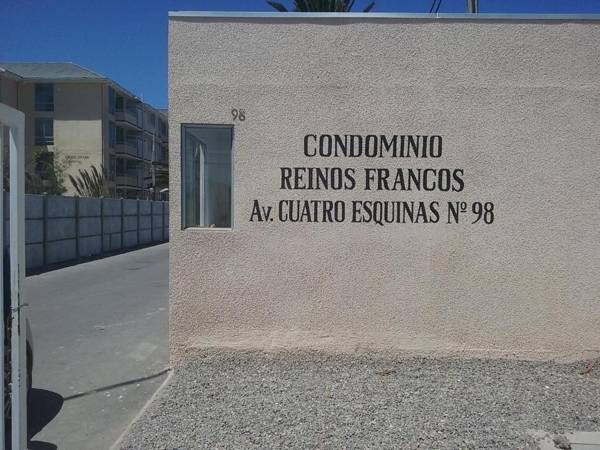 98
CONDOMINIO
REINOS FRANCOS
AV. CUATRO ESQUINAS Nº 98